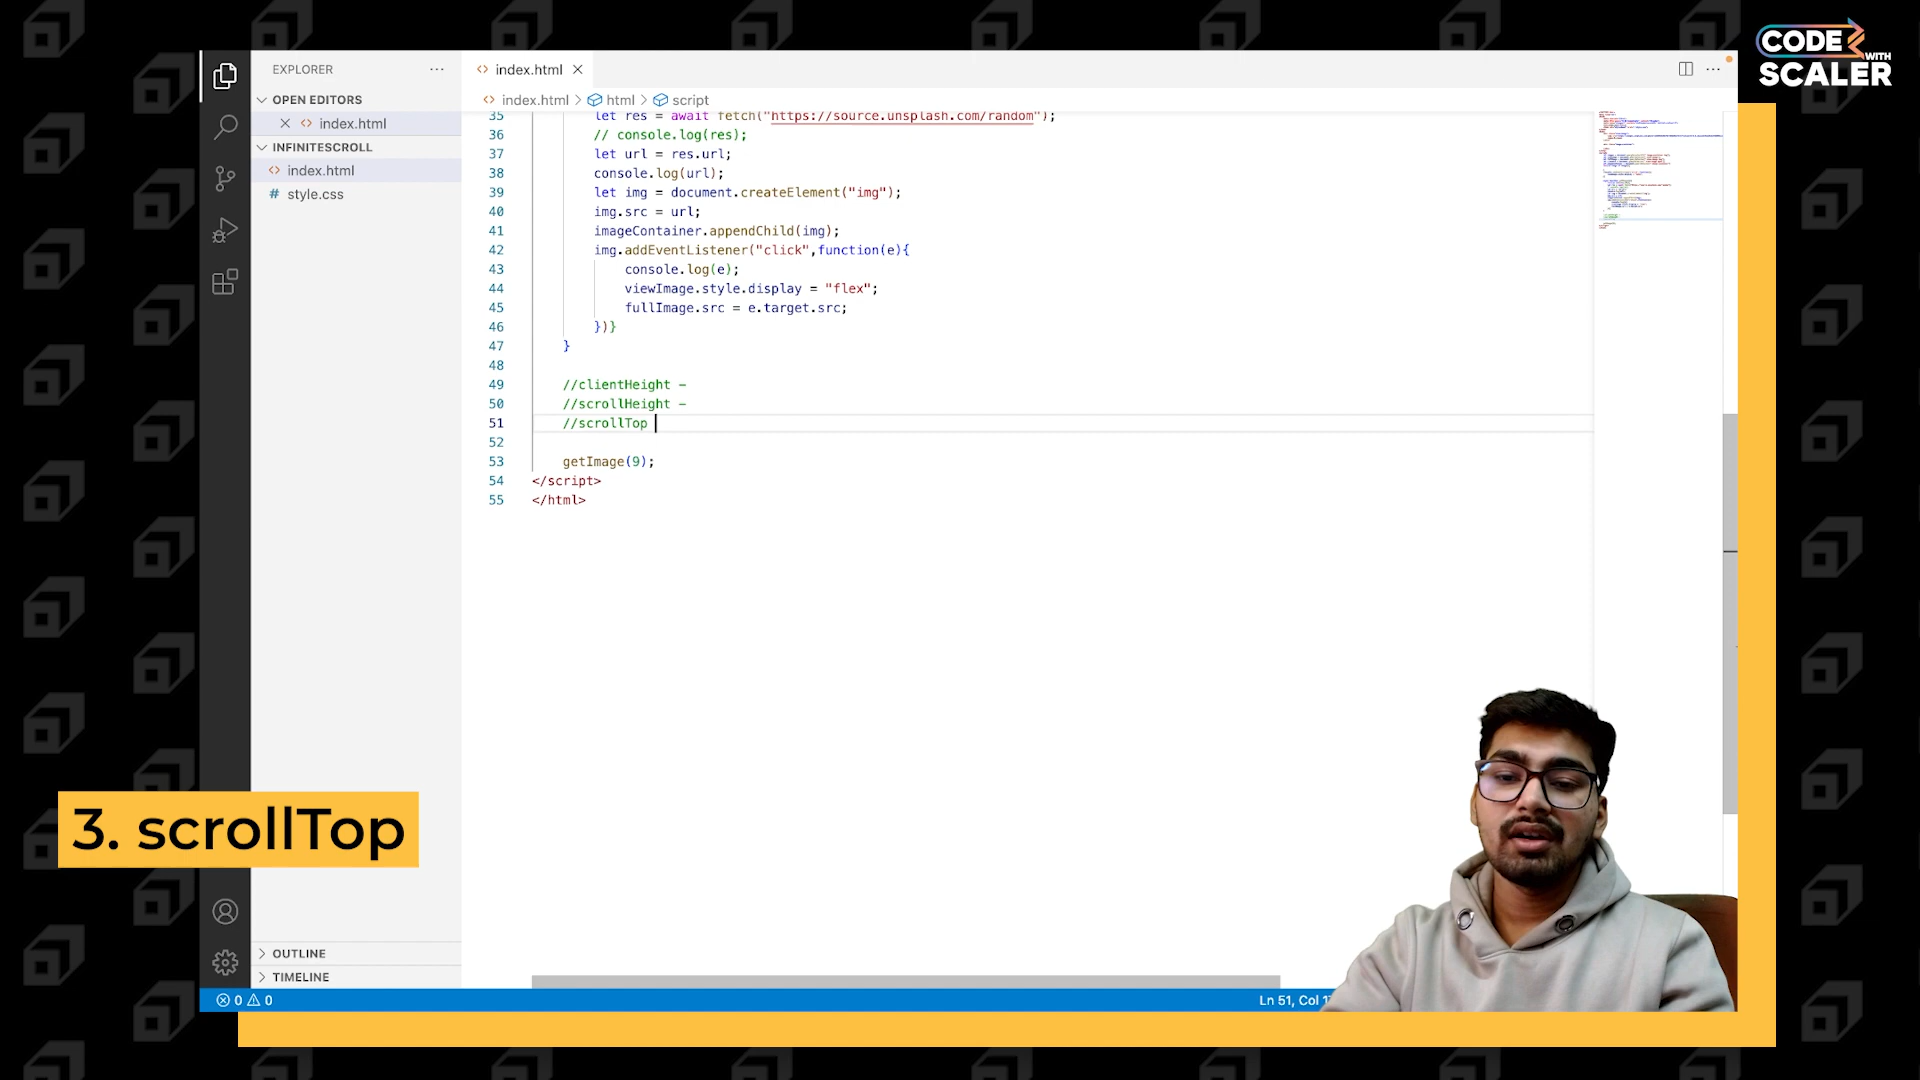 CODE
WITH
SCALER
EXPLORER
index.html
OPEN EDITORS
index.html
INFINITESCROLL
index.html
style.css
index.html > html > script
35 let res = await fetch("https://source.unsplash.com/random");
36 // console.log(res);
37 let url = res.url;
38 console.log(url);
39 let img = document.createElement("img");
40 img.src = url;
41 imageContainer.appendChild(img);
42 img.addEventListener("click",function(e){
43 console.log(e);
44 viewImage.style.display = "flex";
45 fullImage.src = e.target.src;
46 })}
47 }
48
49 //clientHeight -
50 //scrollHeight -
51 //scrollTop
52
53 getImage(9);
54 </script>
55 </html>
3. scrollTop
OUTLINE
TIMELINE
0 0
Ln 51, Col